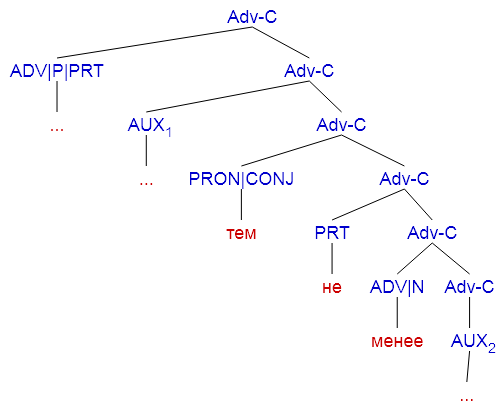 Adv-C
ADV|P|PRT Adv-C
... AUX₁ Adv-C
... PRON|CONJ Adv-C
тем PRT Adv-C
не ADV|N Adv-C
менее AUX₂
...